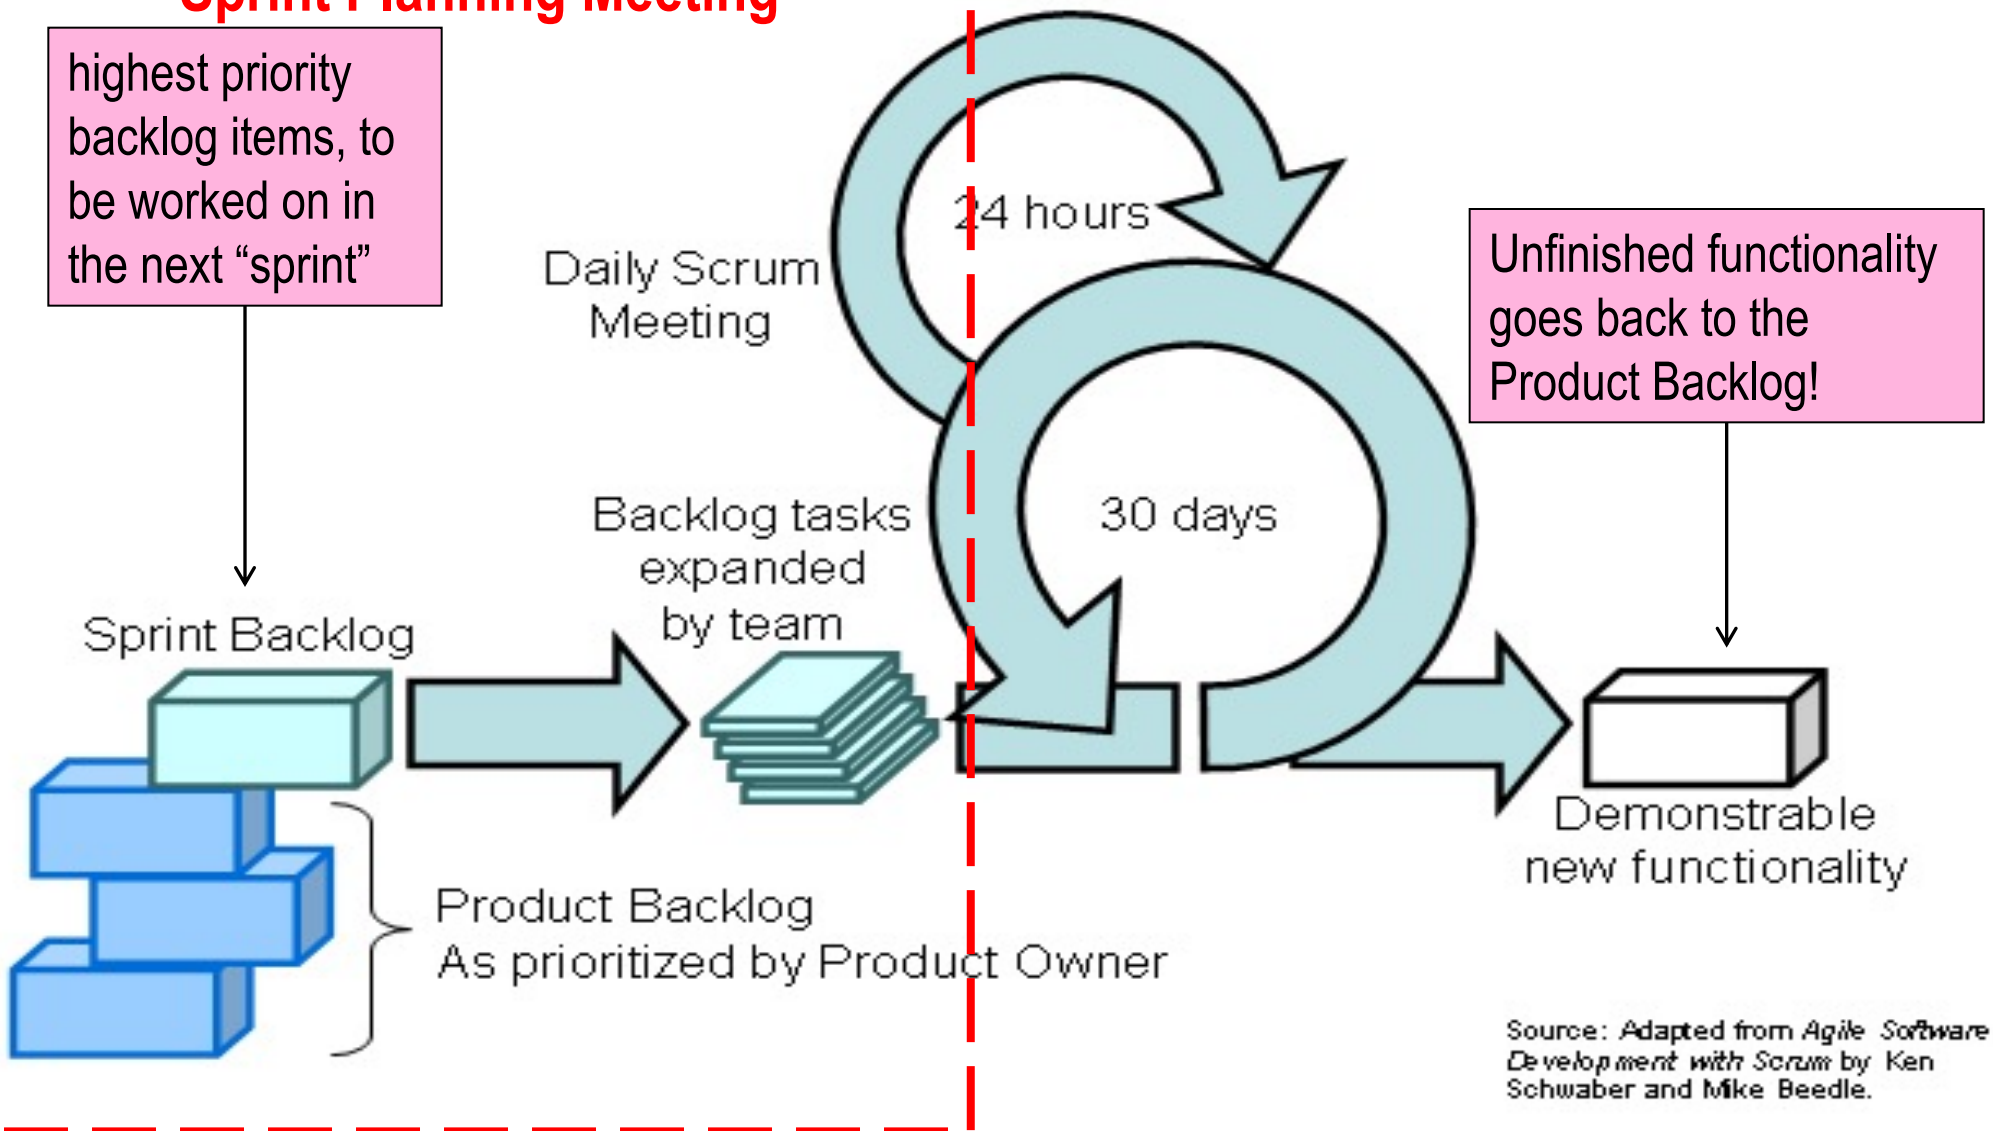 Sprint Planning Meeting
highest priority
backlog items, to
be worked on in
the next “sprint”
24 hours
Daily Scrum
Meeting
Unfinished functionality
goes back to the
Product Backlog!
Backlog tasks
expanded
by team
30 days
Sprint Backlog
Demonstrable
new functionality
Product Backlog
As prioritized by Product Owner
Source: Adapted from Agile Software
Development with Scrum by Ken
Schwaber and Mike Beedle.